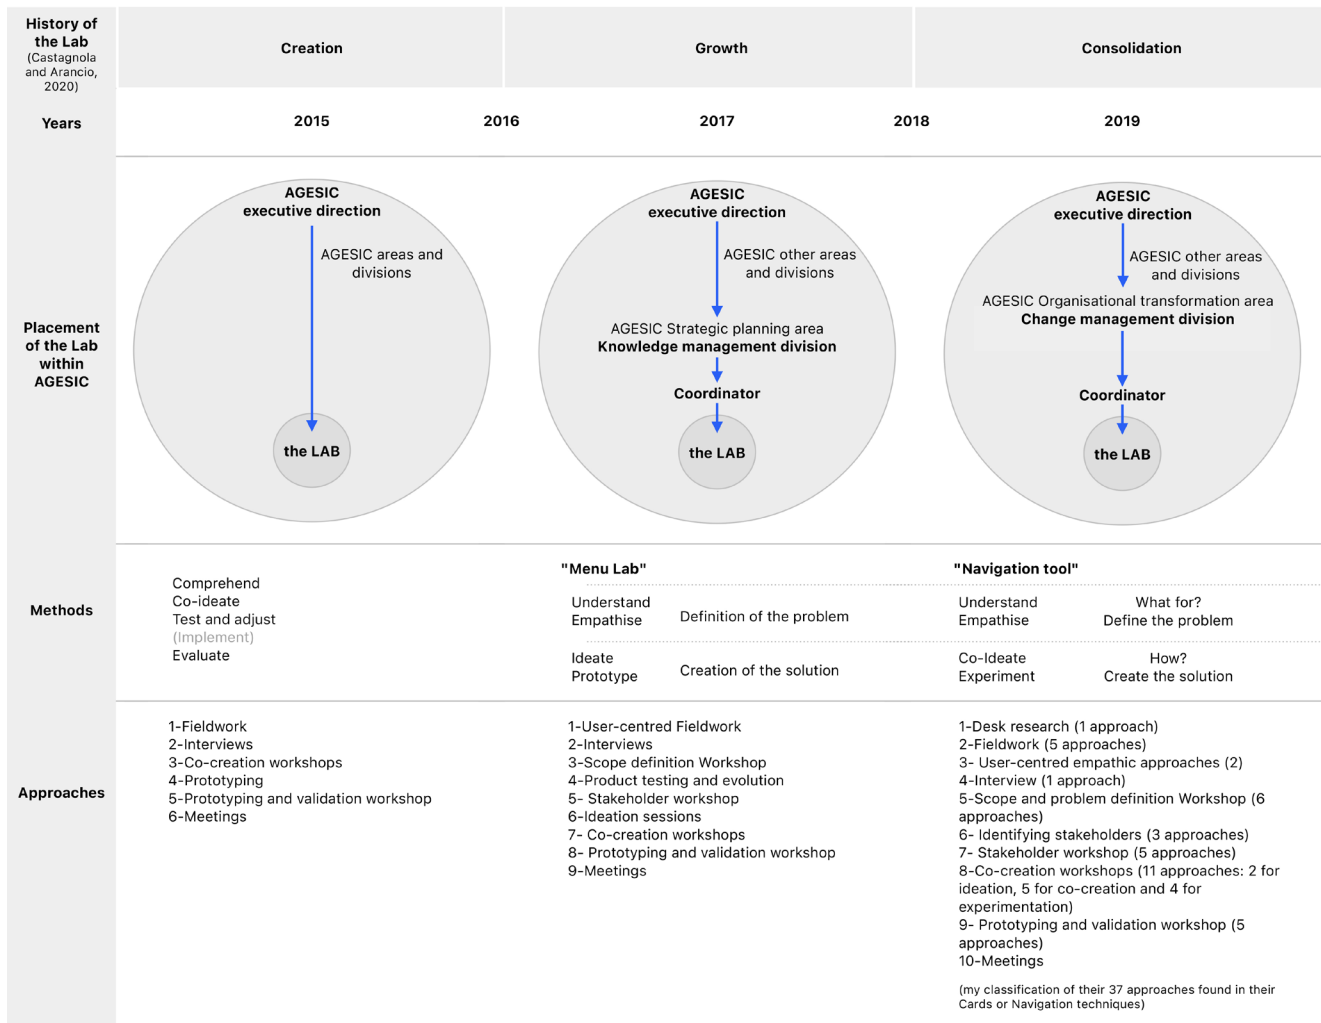 History of
the Lab
(Castagnola
and Arancio,
2020)
Creation
Growth
Consolidation
Years
2015
2016
2017
2018
2019
Placement
of the Lab
within
AGESIC
AGESIC
executive direction
AGESIC areas and
divisions
the LAB
AGESIC
executive direction
AGESIC other areas
and divisions
AGESIC Strategic planning area
Knowledge management division
Coordinator
the LAB
AGESIC
executive direction
AGESIC other areas
and divisions
AGESIC Organisational transformation area
Change management division
Coordinator
the LAB
Methods
Comprehend
Co-ideate
Test and adjust
(Implement)
Evaluate
"Menu Lab"
Understand
Empathise
Definition of the problem
Ideate
Prototype
Creation of the solution
"Navigation tool"
Understand
Empathise
What for?
Define the problem
Co-Ideate
Experiment
How?
Create the solution
Approaches
1-Fieldwork
2-Interviews
3-Co-creation workshops
4-Prototyping
5-Prototyping and validation workshop
6-Meetings
1-User-centred Fieldwork
2-Interviews
3-Scope definition Workshop
4-Product testing and evolution
5- Stakeholder workshop
6-Ideation sessions
7- Co-creation workshops
8- Prototyping and validation workshop
9-Meetings
1-Desk research (1 approach)
2-Fieldwork (5 approaches)
3- User-centred empathic approaches (2)
4-Interview (1 approach)
5-Scope and problem definition Workshop (6
approaches)
6- Identifying stakeholders (3 approaches)
7- Stakeholder workshop (5 approaches)
8-Co-creation workshops (11 approaches: 2 for
ideation, 5 for co-creation and 4 for
experimentation)
9- Prototyping and validation workshop (5
approaches)
10-Meetings
(my classification of their 37 approaches found in their
Cards or Navigation techniques)